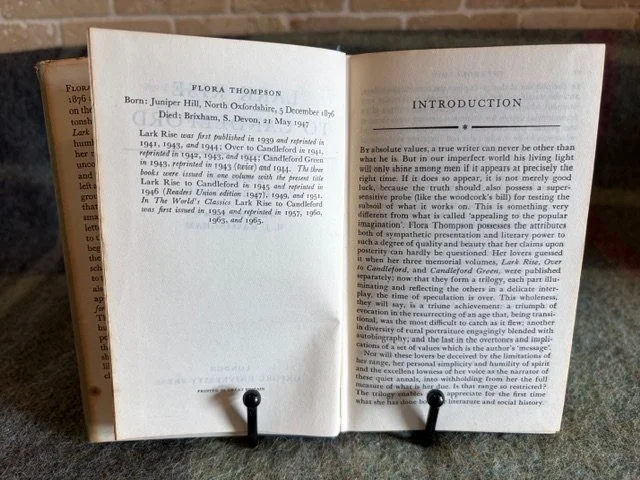 FLORA THOMPSON
Born: Juniper Hill, North Oxfordshire, 5 December 1876
Died: Brixham, S. Devon, 21 May 1947
Lark Rise was first published in 1939 and reprinted in
1941, 1943, and 1944; Over to Candleford in 1941,
reprinted in 1942, 1943, and 1944; Candleford Green
in 1943, reprinted in 1943 (twice) and 1944. The three
books were issued in one volume with the present title
Lark Rise to Candleford in 1945 and reprinted in
1946 (Readers Union edition 1947), 1949, and 1951.
In The World's Classics Lark Rise to Candleford
was first issued in 1954 and reprinted in 1957, 1960,
1963, and 1965.
PRINTED IN GREAT BRITAIN
INTRODUCTION
By absolute values, a true writer can never be other than
what he is. But in our imperfect world his living light
will only shine among men if it appears at precisely the
right time. If it does so appear, it is not merely good
luck, because the truth should also possess a super-
sensitive probe (like the woodcock's bill) for testing the
subsoil of what it works on. This is something very
different from what is called 'appealing to the popular
imagination'. Flora Thompson possesses the attributes
both of sympathetic presentation and literary power to
such a degree of quality and beauty that her claims upon
posterity can hardly be questioned. Her lovers guessed
it when her three memorial volumes, Lark Rise, Over
to Candleford, and Candleford Green, were published
separately: now that they form a trilogy, each part illu-
minating and reflecting the others in a delicate inter-
play, the time of speculation is over. This wholeness,
they will say, is a triune achievement: a triumph of
evocation in the resurrecting of an age that, being transi-
tional, was the most difficult to catch as it flew; another
in diversity of rural portraiture engagingly blended with
autobiography; and the last in the overtones and impli-
cations of a set of values which is the author's 'message'.
Nor will these lovers be deceived by the limitations of
her range, her personal simplicity and humility of spirit
and the excellent lowness of her voice as the narrator of
these quiet annals, into withholding from her the full
measure of what is her due. Is that range so restricted?
The trilogy enables appreciate for the first time
what she has done literature and social history.